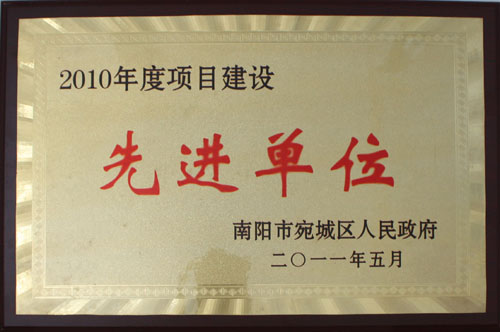 2010年度项目建设
先进单位
南阳市宛城区人民政府
二〇一一年五月